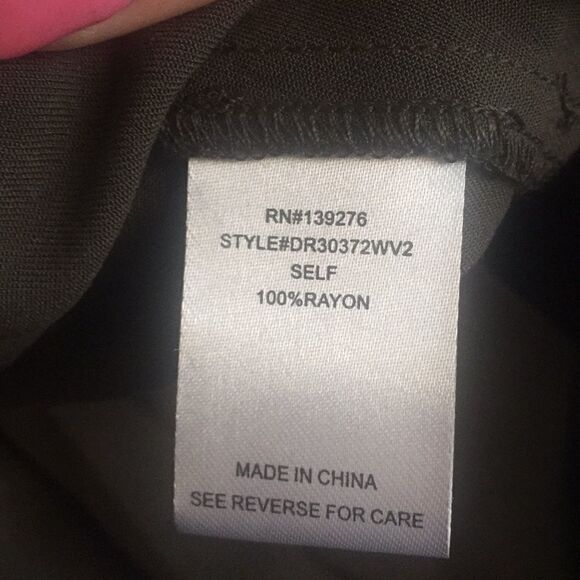 RN#139276
STYLE#DR30372WV2
SELF
100%RAYON
MADE IN CHINA
SEE REVERSE FOR CARE